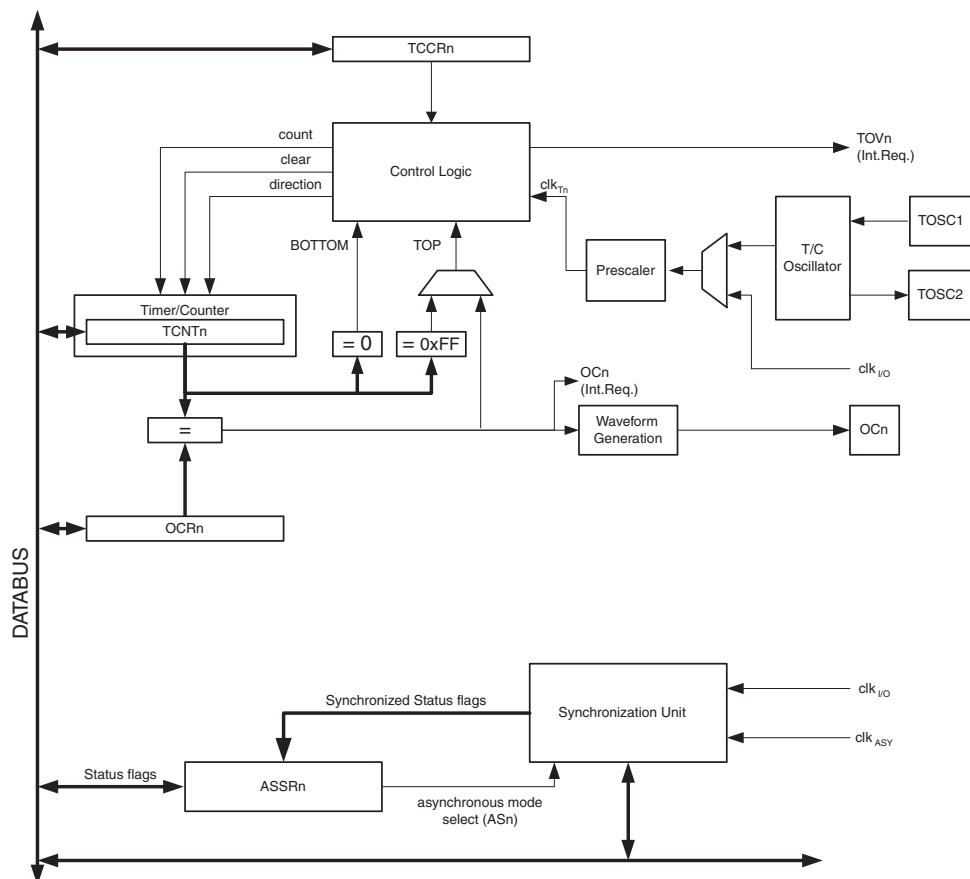 TCCRn
count
clear
direction
Control Logic
TOVn
(Int.Req.)
clkTn
TOSC1
T/C
Oscillator
TOSC2
Prescaler
BOTTOM
TOP
Timer/Counter
TCNTn
= 0
= 0xFF
clkI/O
OCn
(Int.Req.)
=
Waveform
Generation
OCn
OCRn
DATABUS
Synchronized Status flags
Synchronization Unit
clkI/O
clkASY
Status flags
ASSRn
asynchronous mode
select (ASn)